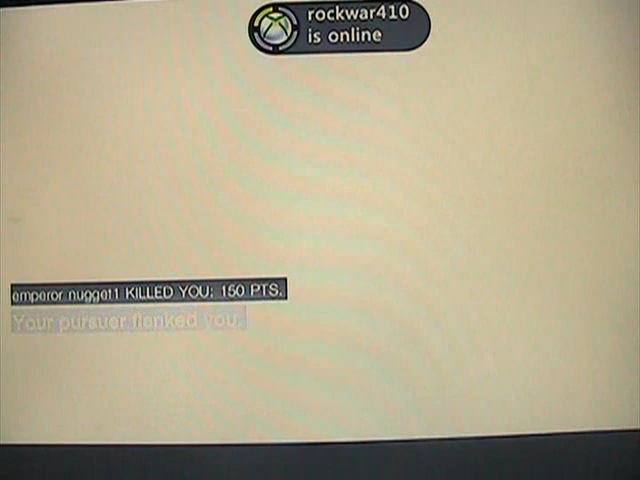 rockwar410
is online
emperor nugget1 KILLED YOU: 150 PTS.
Your pursuer flanked you.